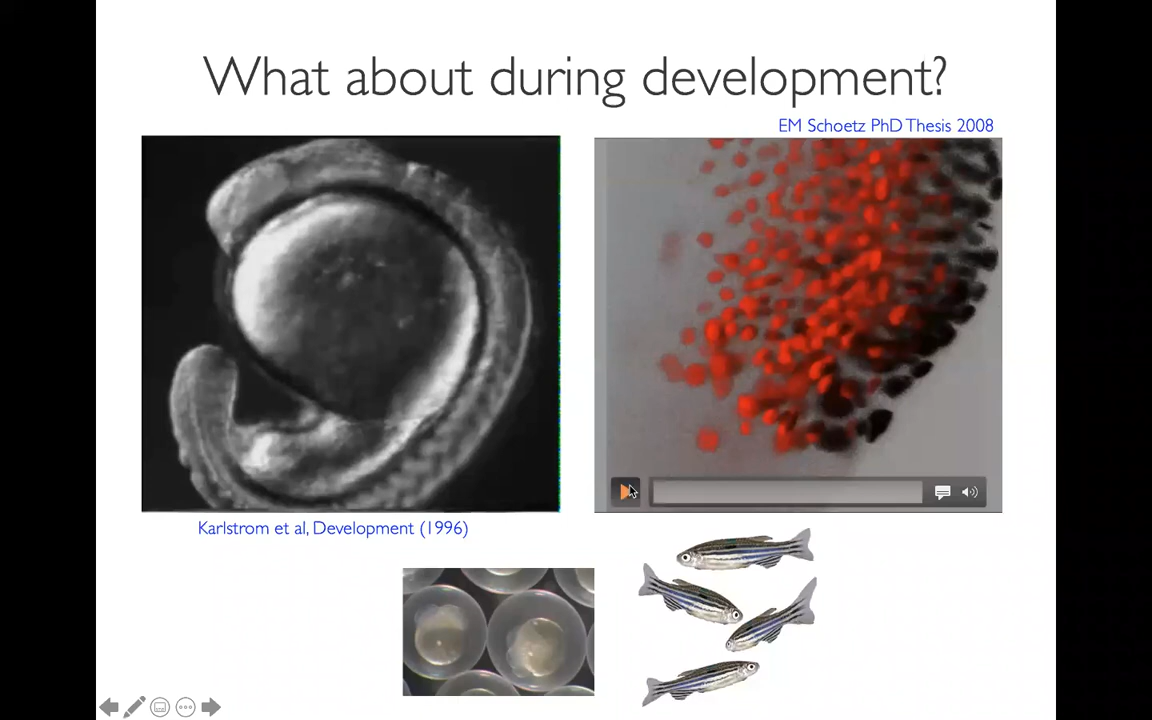 What about during development?
EM Schoetz PhD Thesis 2008
Karlstrom et al, Development (1996)